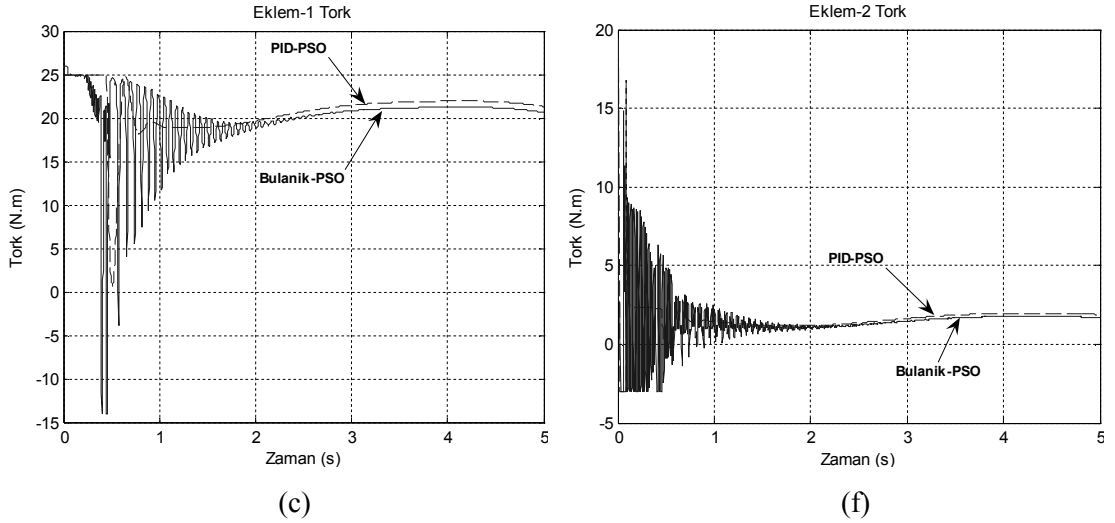 Eklem-1 Tork
30
25
20
15
10
5
0
-5
-10
-15
Tork (N.m)
PID-PSO
Bulanik-PSO
0 1 2 3 4 5
Zaman (s)
(c)
Eklem-2 Tork
20
15
10
5
0
-5
Tork (N.m)
PID-PSO
Bulanik-PSO
0 1 2 3 4 5
Zaman (s)
(f)